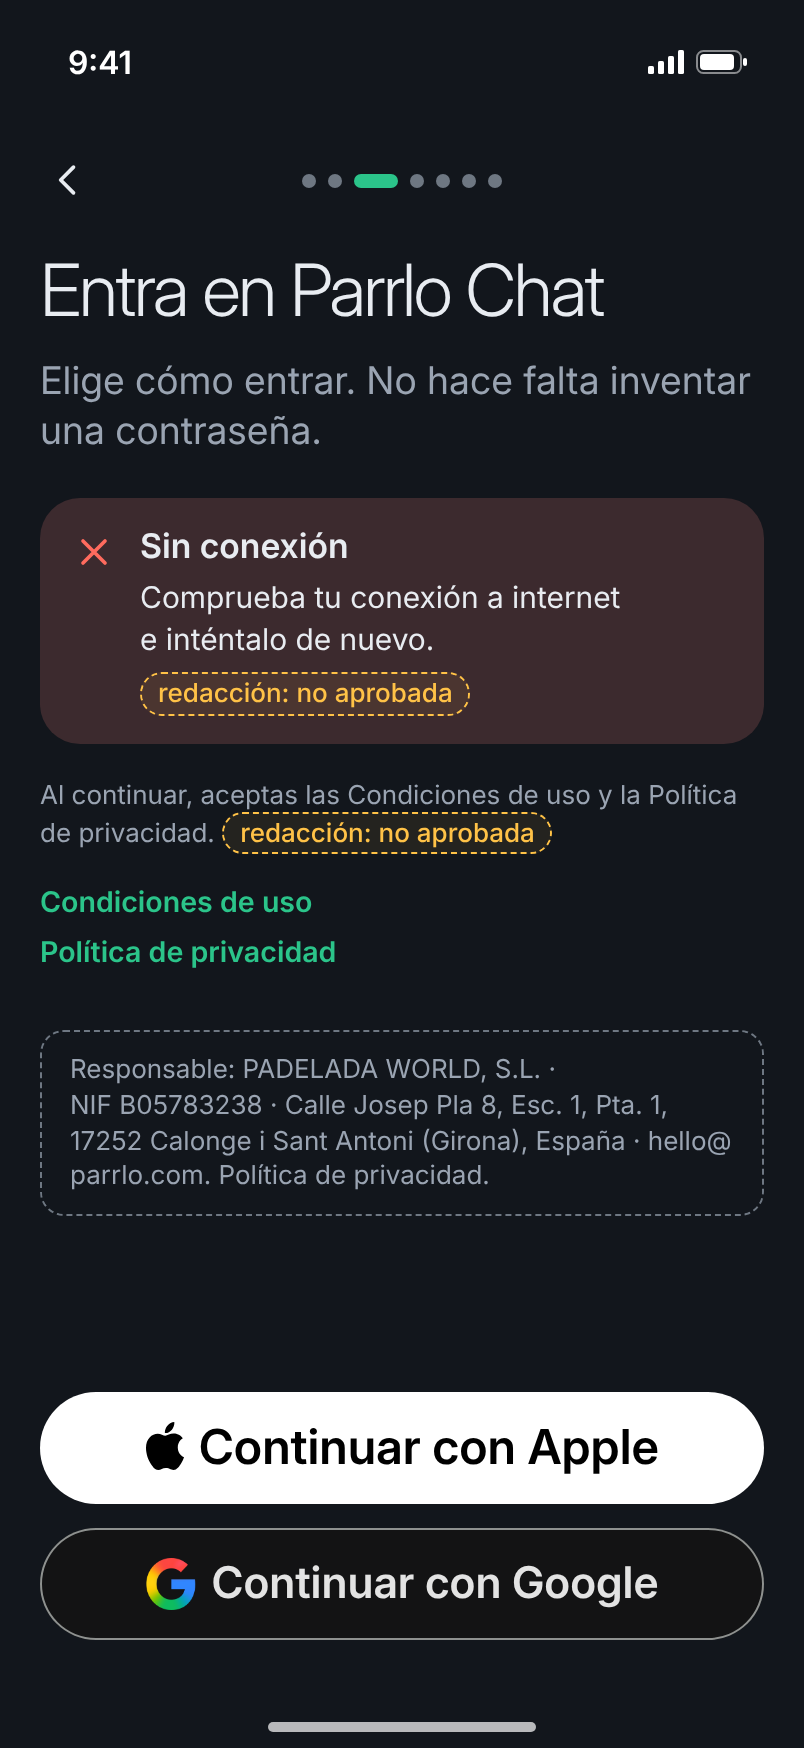 9:41
Entra en Parrlo Chat
Elige cómo entrar. No hace falta inventar
una contraseña.
Sin conexión
Comprueba tu conexión a internet
e inténtalo de nuevo.
redacción: no aprobada
Al continuar, aceptas las Condiciones de uso y la Política
de privacidad. redacción: no aprobada
Condiciones de uso
Política de privacidad
Responsable: PADELADA WORLD, S.L. ·
NIF B05783238 · Calle Josep Pla 8, Esc. 1, Pta. 1,
17252 Calonge i Sant Antoni (Girona), España · hello@
parrlo.com. Política de privacidad.
Continuar con Apple
Continuar con Google